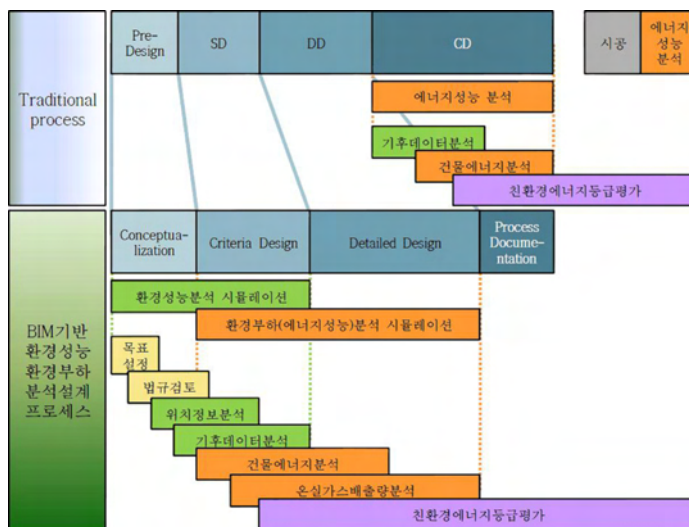 Pre-
Design
SD
DD
CD
시공
에너지
성능
분석
Traditional
process
에너지성능 분석
기후데이터분석
건물에너지분석
친환경에너지등급평가
Conceptua-
lization
Criteria Design
Detailed Design
Process
Docume-
ntation
BIM기반
환경성능
환경부하
분석설계
프로세스
환경성능분석 시뮬레이션
환경부하(에너지성능)분석 시뮬레이션
목표
설정
법규검토
위치정보분석
기후데이터분석
건물에너지분석
온실가스배출량분석
친환경에너지등급평가